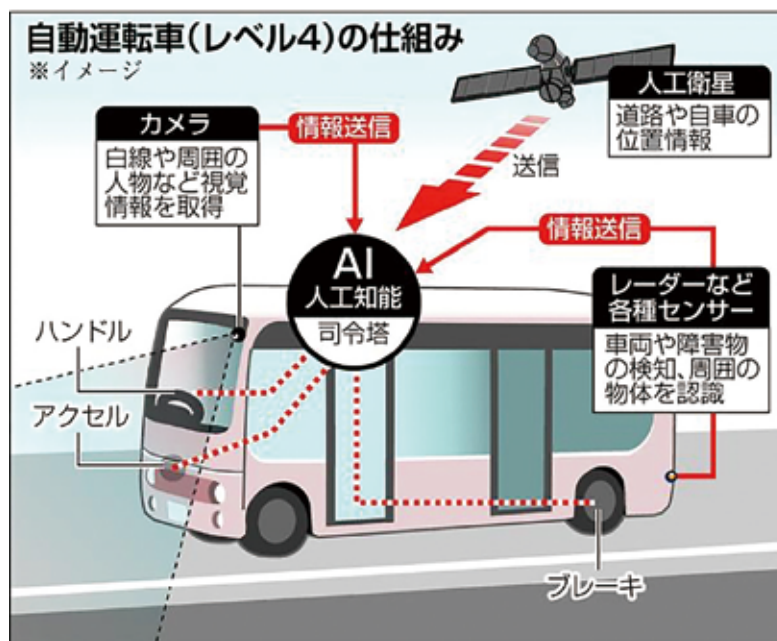 自動運転車(レベル4)の仕組み
※イメージ
カメラ
白線や周囲の
人物など視覚
情報を取得
情報送信
人工衛星
道路や自車の
位置情報
送信
情報送信
AI
人工知能
司令塔
レーダーなど
各種センサー
車両や障害物
の検知、周囲の
物体を認識
ハンドル
アクセル
ブレーキ